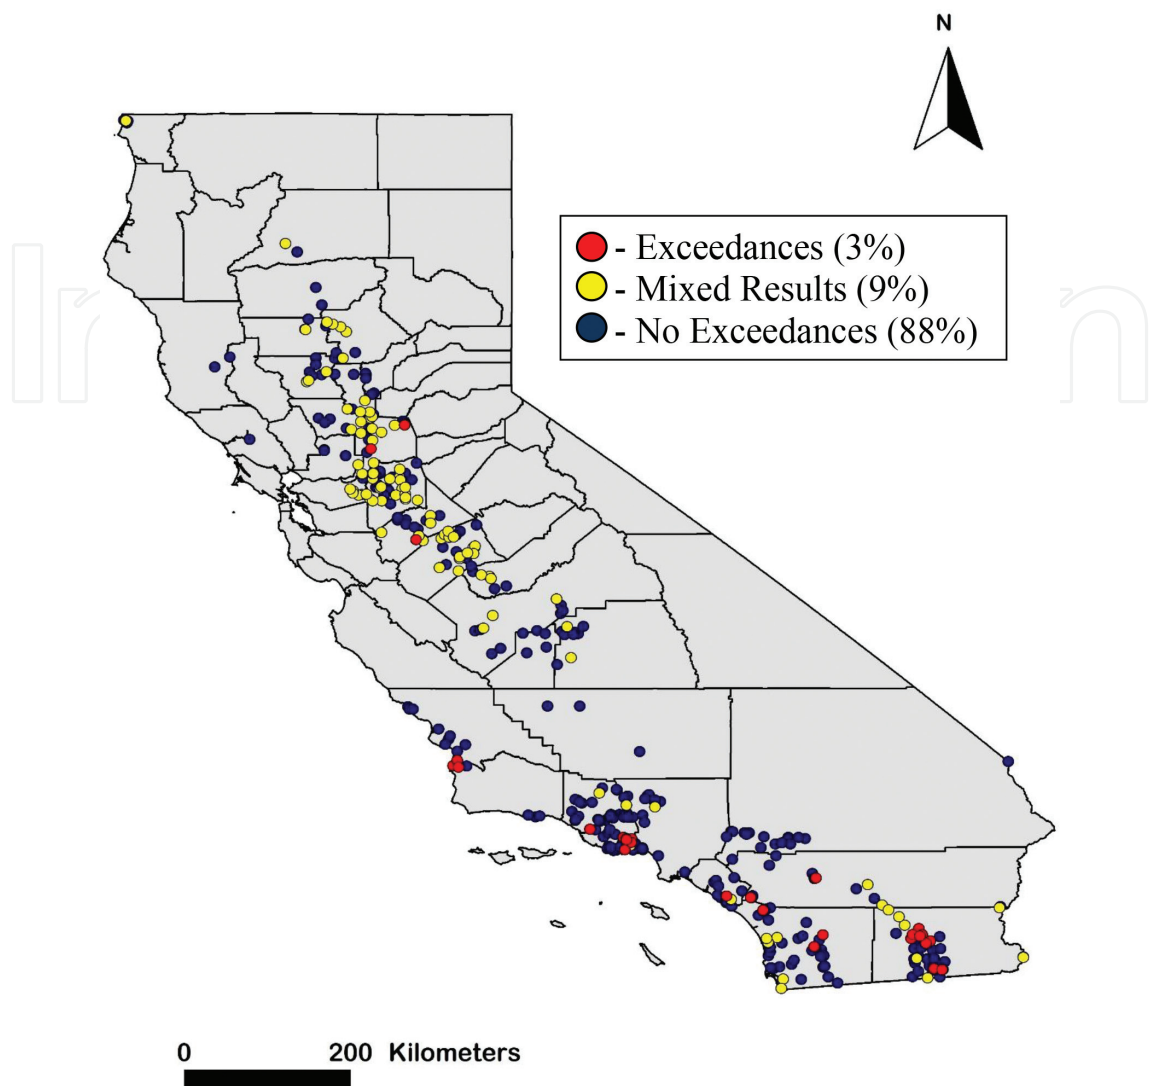 N
- Exceedances (3%)
- Mixed Results (9%)
- No Exceedances (88%)
0 200 Kilometers